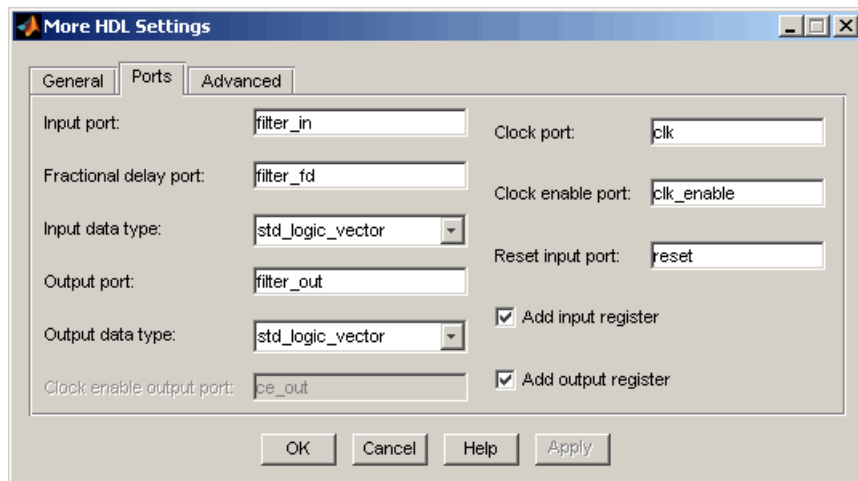 More HDL Settings
General
Ports
Advanced
Input port:
filter_in
Fractional delay port:
filter_fd
Input data type:
std_logic_vector
Output port:
filter_out
Output data type:
std_logic_vector
Clock enable output port:
ce_out
Clock port:
clk
Clock enable port:
clk_enable
Reset input port:
reset
Add input register
Add output register
OK
Cancel
Help
Apply